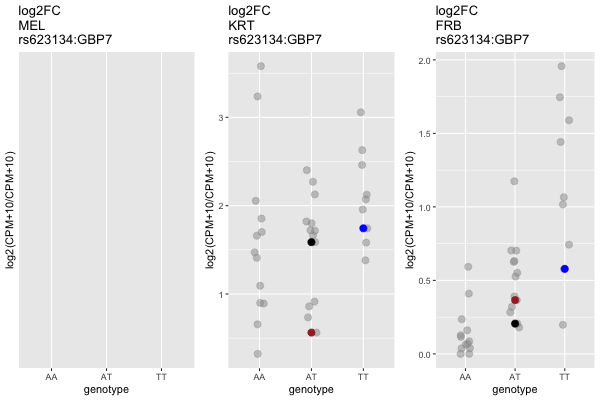 log2FC
MEL
rs623134:GBP7
log2(CPM+10/CPM+10)
AA AT TT
genotype
log2FC
KRT
rs623134:GBP7
log2(CPM+10/CPM+10)
3
2
1
AA AT TT
genotype
log2FC
FRB
rs623134:GBP7
log2(CPM+10/CPM+10)
2.0
1.5
1.0
0.5
0.0
AA AT TT
genotype